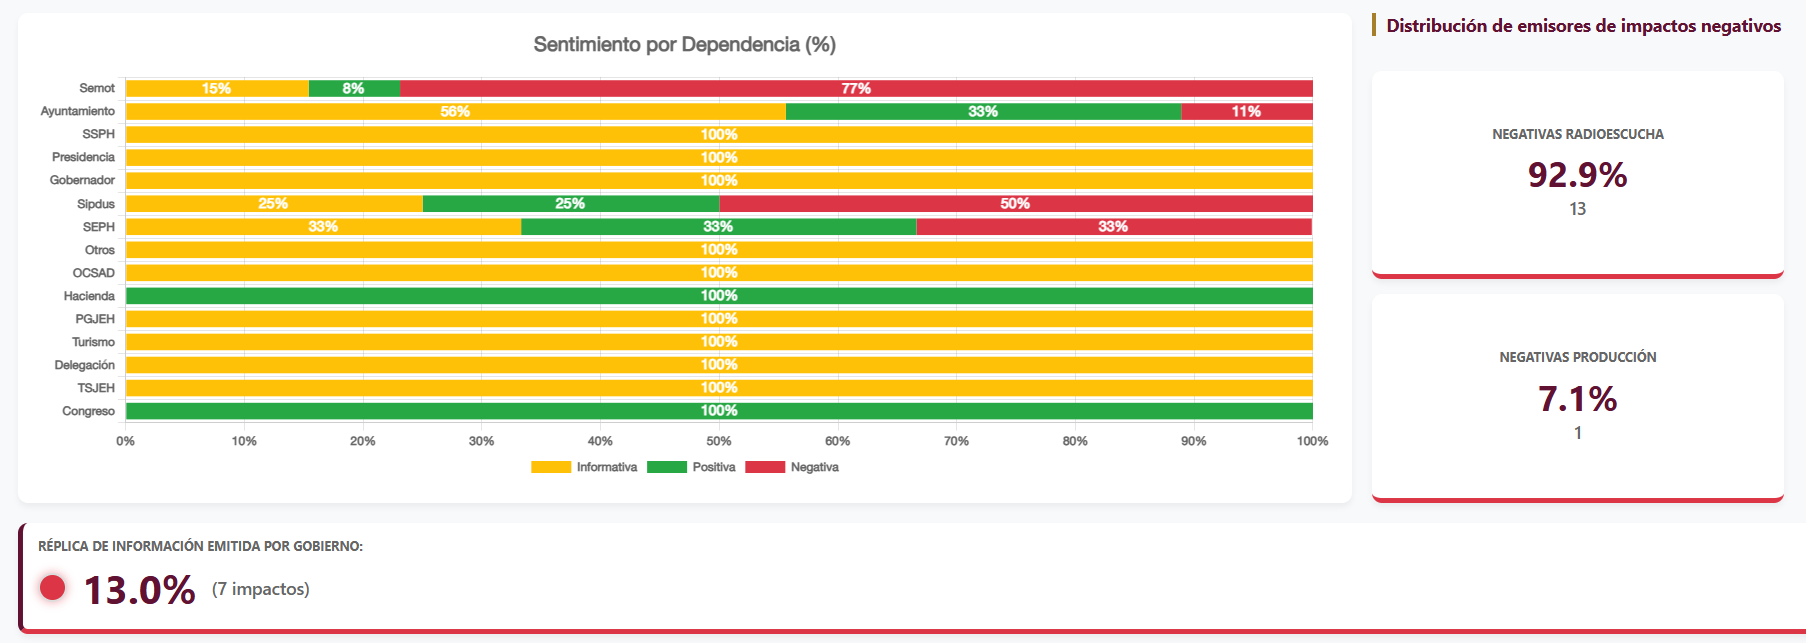 Sentimiento por Dependencia (%)
Semot 15% 8% 77%
Ayuntamiento 56% 33% 11%
SSPH 100%
Presidencia 100%
Gobernador 100%
Sipdus 25% 25% 50%
SEPH 33% 33% 33%
Otros 100%
OCSAD 100%
Hacienda 100%
PGJEH 100%
Turismo 100%
Delegación 100%
TSJEH 100%
Congreso 100%
0% 10% 20% 30% 40% 50% 60% 70% 80% 90% 100%
Informativa Positiva Negativa
Distribución de emisores de impactos negativos
NEGATIVAS RADIOESCUCHA
92.9%
13
NEGATIVAS PRODUCCIÓN
7.1%
1
RÉPLICA DE INFORMACIÓN EMITIDA POR GOBIERNO:
13.0% (7 impactos)